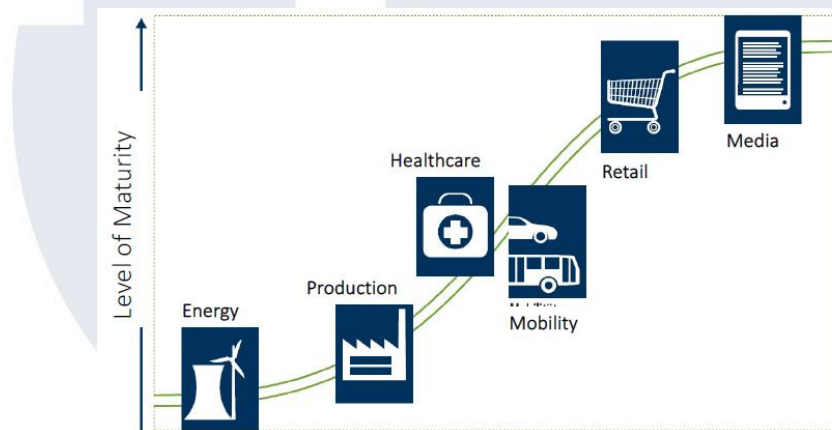 Media
Retail
Healthcare
Level of Maturity
Production
Energy
Mobility